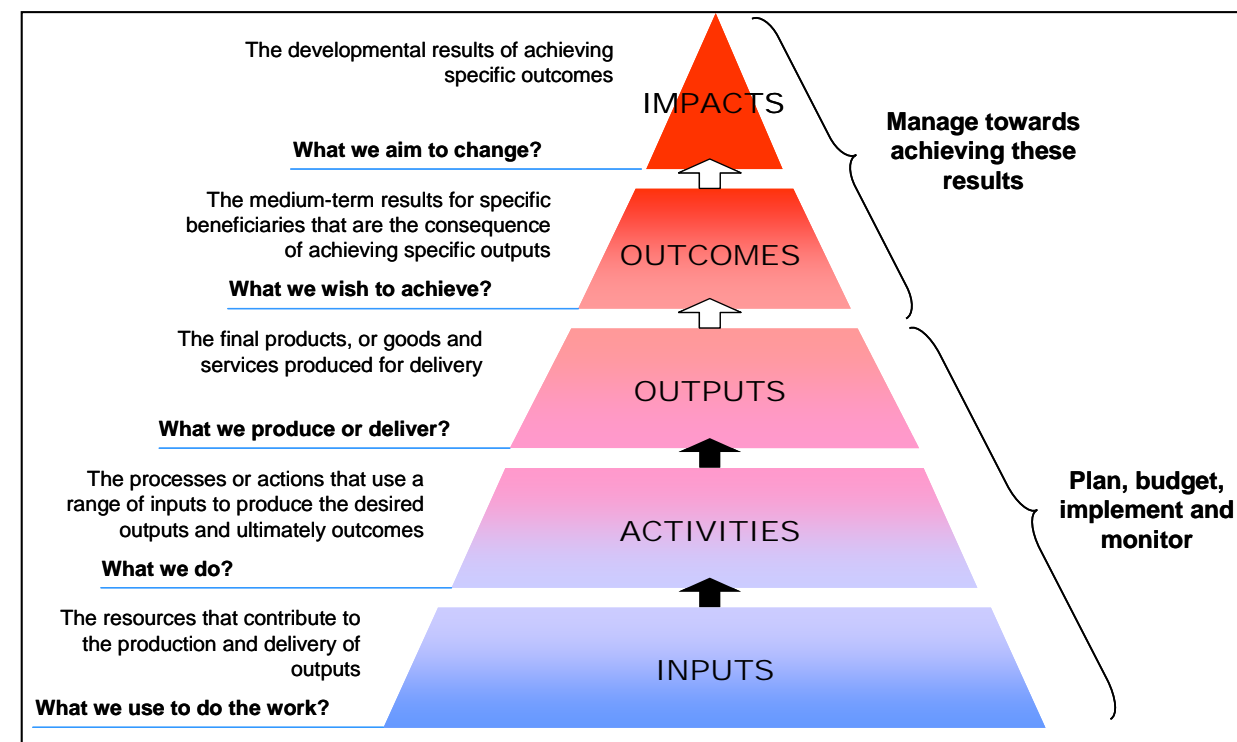 The developmental results of achieving
specific outcomes
IMPACTS
What we aim to change?
Manage towards
achieving these
results
The medium-term results for specific
beneficiaries that are the consequence
of achieving specific outputs
OUTCOMES
What we wish to achieve?
The final products, or goods and
services produced for delivery
OUTPUTS
What we produce or deliver?
The processes or actions that use a
range of inputs to produce the desired
outputs and ultimately outcomes
ACTIVITIES
What we do?
Plan, budget,
implement and
monitor
The resources that contribute to
the production and delivery of
outputs
INPUTS
What we use to do the work?